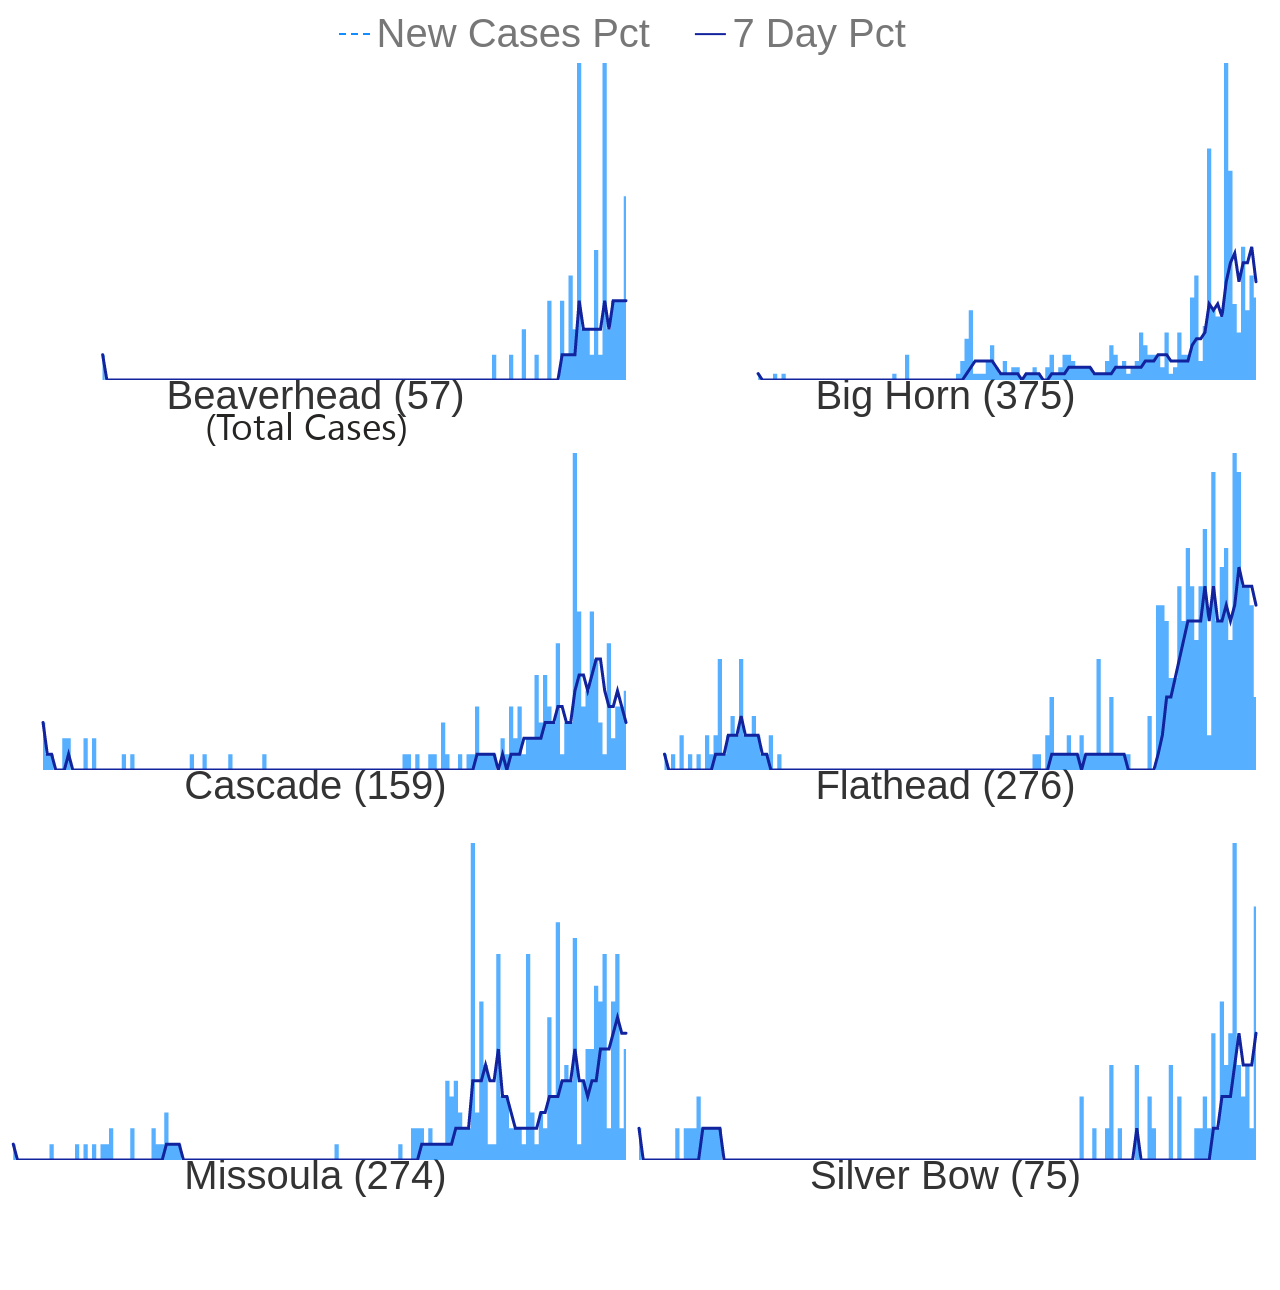 New Cases Pct 7 Day Pct
Beaverhead (57) Big Horn (375)
(Total Cases)
Cascade (159) Flathead (276)
Missoula (274) Silver Bow (75)